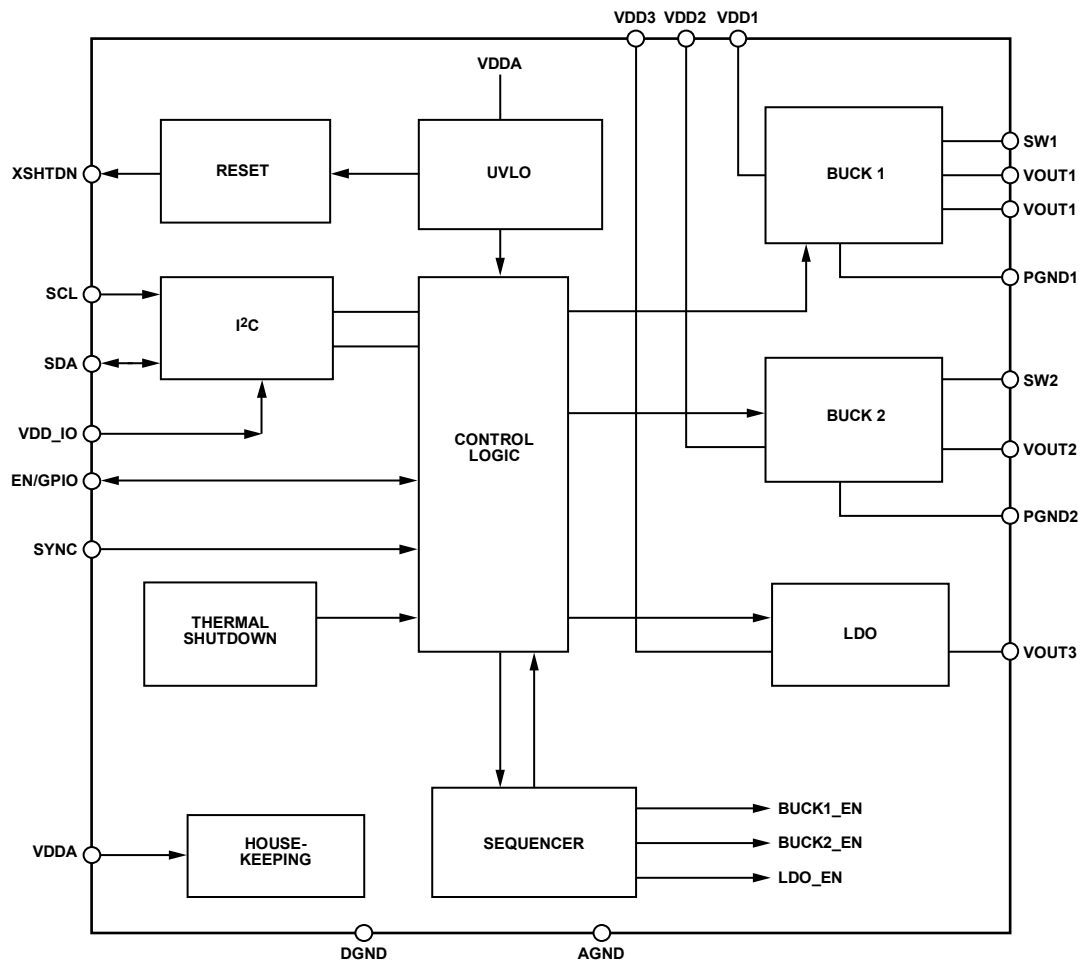 VDD3 VDD2 VDD1
VDDA
RESET
UVLO
BUCK 1
XSHTDN
SW1
VOUT1
VOUT1
PGND1
SCL
I²C
SDA
VDD_IO
EN/GPIO
SYNC
CONTROL
LOGIC
BUCK 2
SW2
VOUT2
PGND2
THERMAL
SHUTDOWN
LDO
VOUT3
VDDA
HOUSE-
KEEPING
SEQUENCER
BUCK1_EN
BUCK2_EN
LDO_EN
DGND
AGND